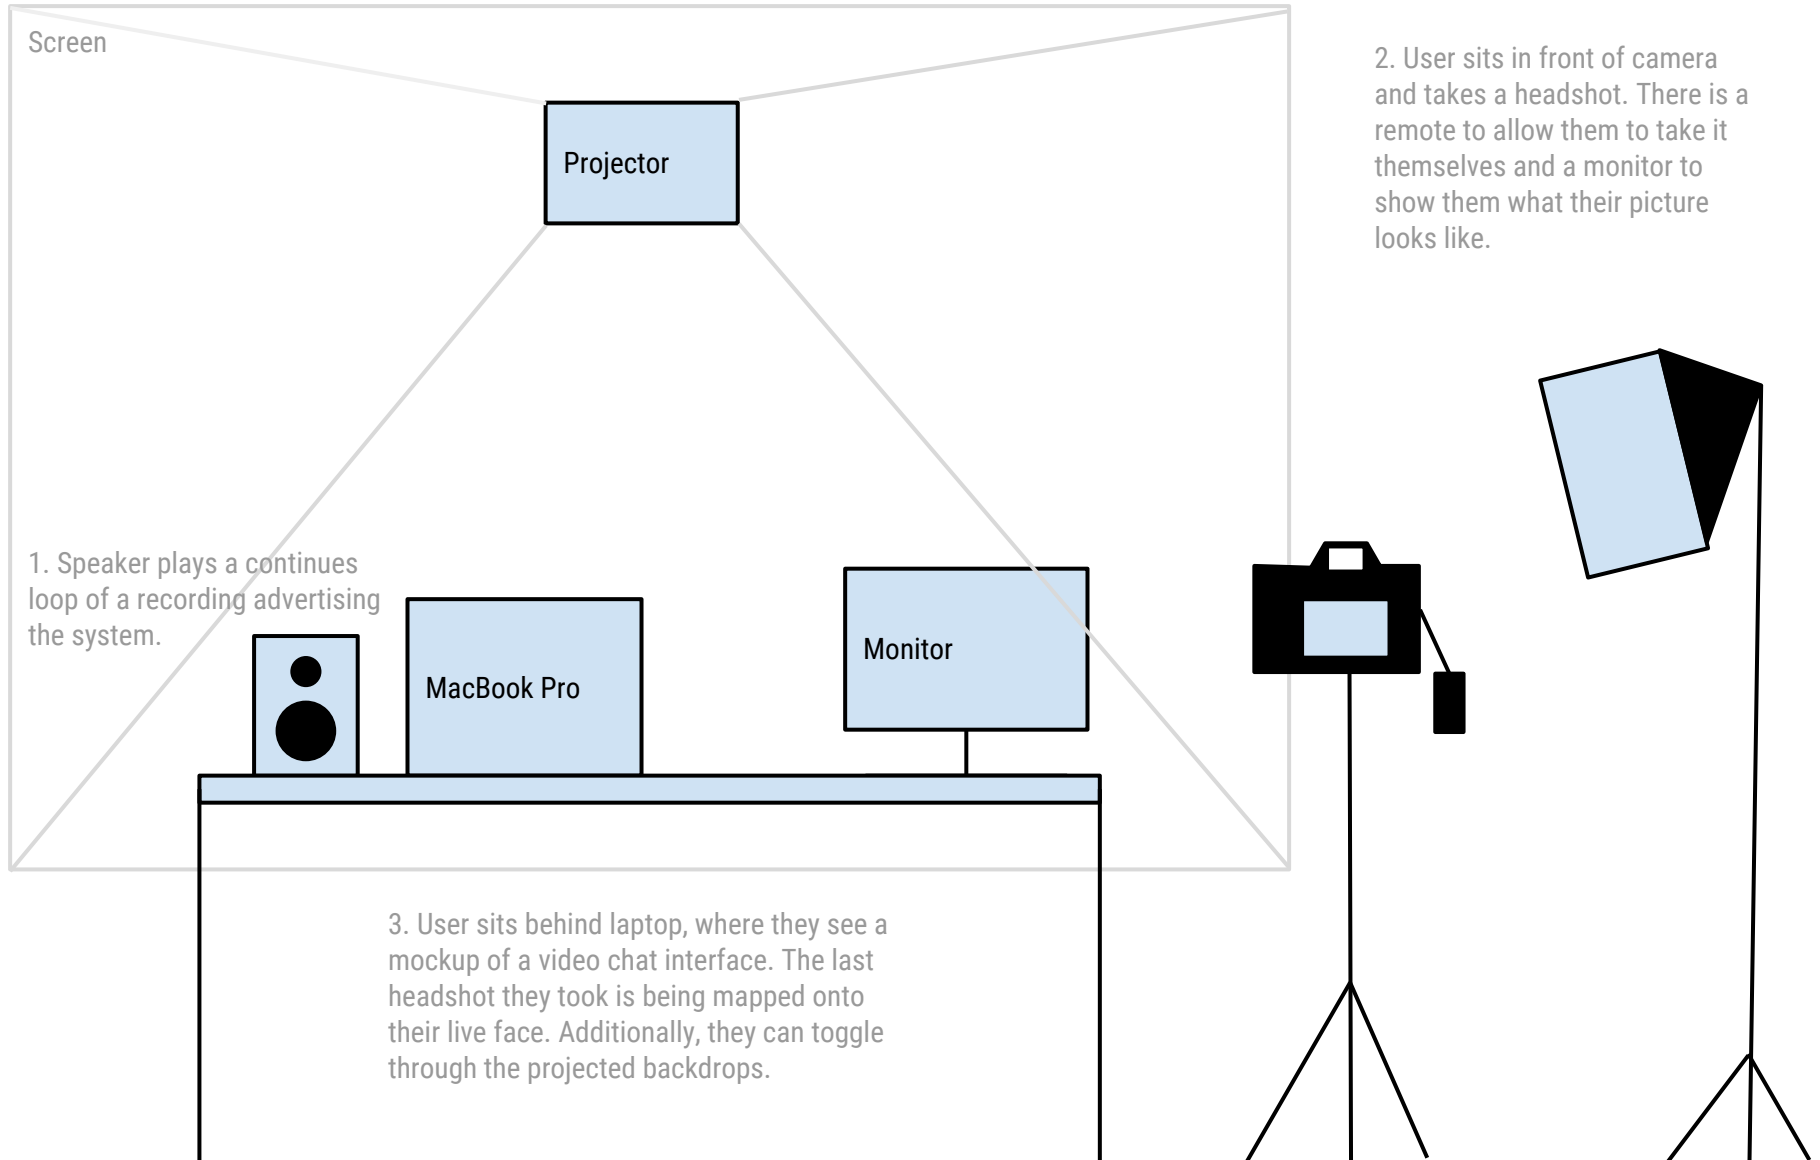 Screen
Projector
2. User sits in front of camera
and takes a headshot. There is a
remote to allow them to take it
themselves and a monitor to
show them what their picture
looks like.
1. Speaker plays a continues
loop of a recording advertising
the system.
MacBook Pro
Monitor
3. User sits behind laptop, where they see a
mockup of a video chat interface. The last
headshot they took is being mapped onto
their live face. Additionally, they can toggle
through the projected backdrops.